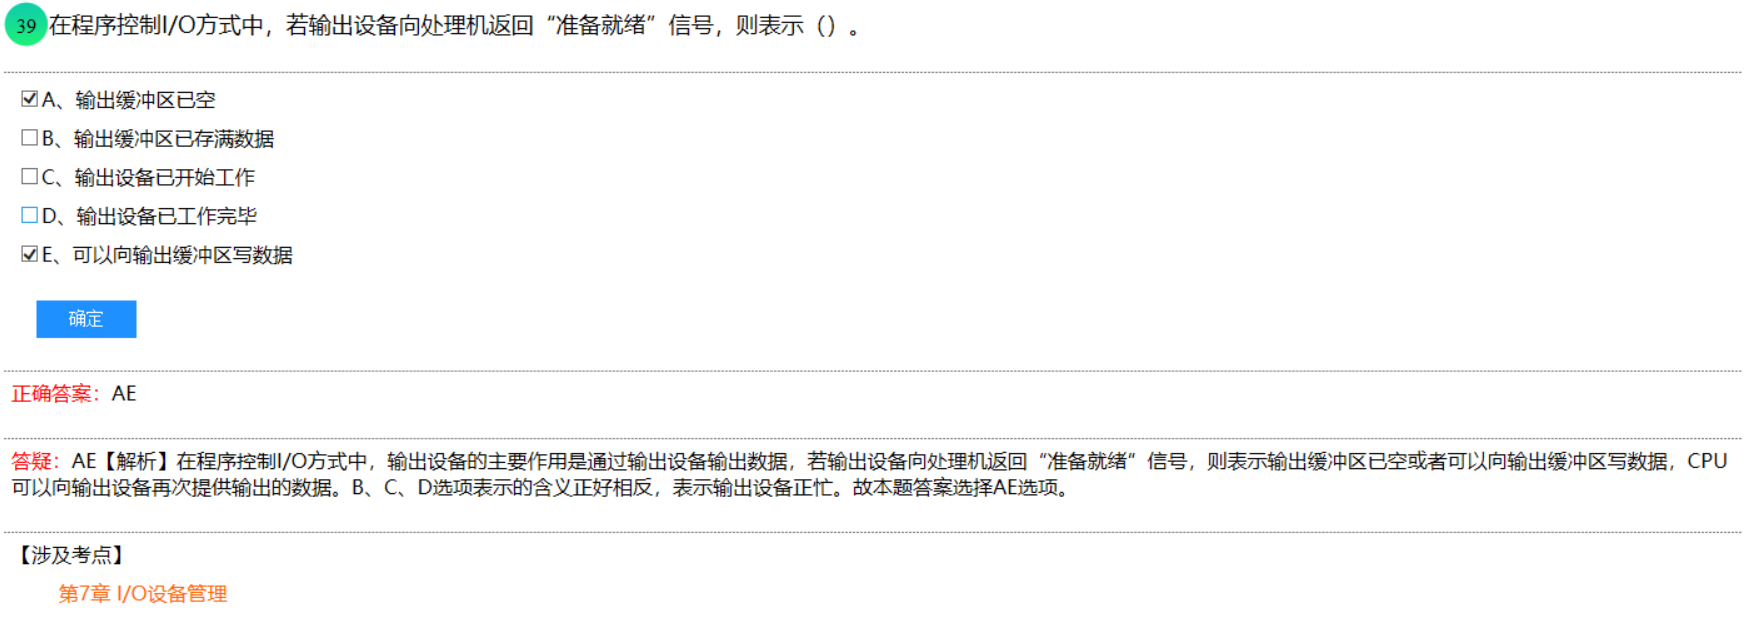 39 在程序控制I/O方式中，若输出设备向处理机返回“准备就绪”信号，则表示（）。
A、输出缓冲区已空
B、输出缓冲区已存满数据
C、输出设备已开始工作
D、输出设备已工作完毕
E、可以向输出缓冲区写数据
确定
正确答案：AE
答疑：AE【解析】在程序控制I/O方式中，输出设备的主要作用是通过输出设备输出数据，若输出设备向处理机返回“准备就绪”信号，则表示输出缓冲区已空或者可以向输出缓冲区写数据，CPU
可以向输出设备再次提供输出的数据。B、C、D选项表示的含义正好相反，表示输出设备正忙。故本题答案选择AE选项。
【涉及考点】
第7章 I/O设备管理